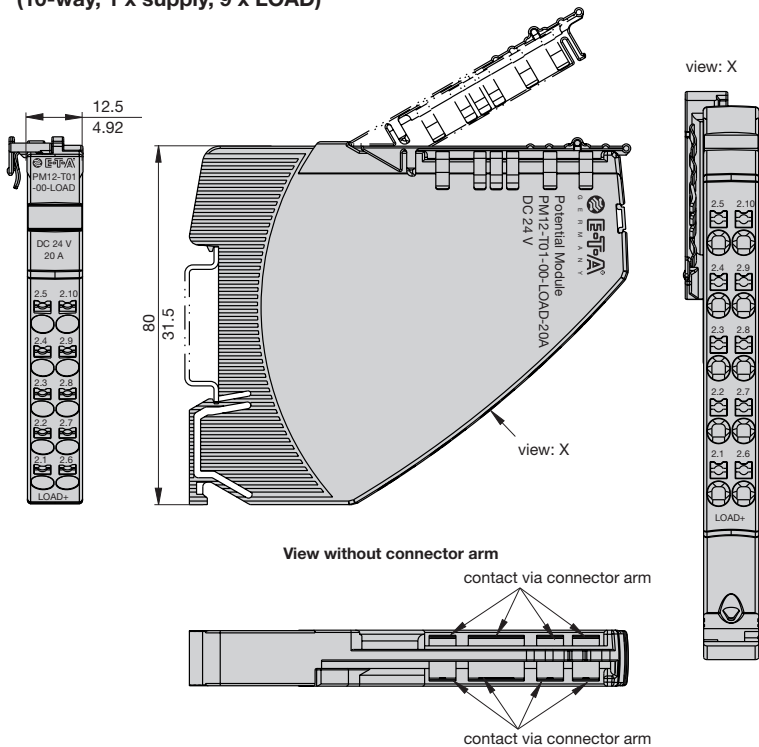 (10-way, 1 x supply, 9 x LOAD)
view: X
12.5
4.92
E-T-A
PM12-T01
-00-LOAD
DC 24 V
20 A
2.5 2.10
2.4 2.9
2.3 2.8
2.2 2.7
2.1 2.6
LOAD+
80
31.5
E-T-A®
GERMANY
Potential Module
PM12-T01-00-LOAD-20A
DC 24 V
view: X
2.5 2.10
2.4 2.9
2.3 2.8
2.2 2.7
2.1 2.6
LOAD+
View without connector arm
contact via connector arm
contact via connector arm